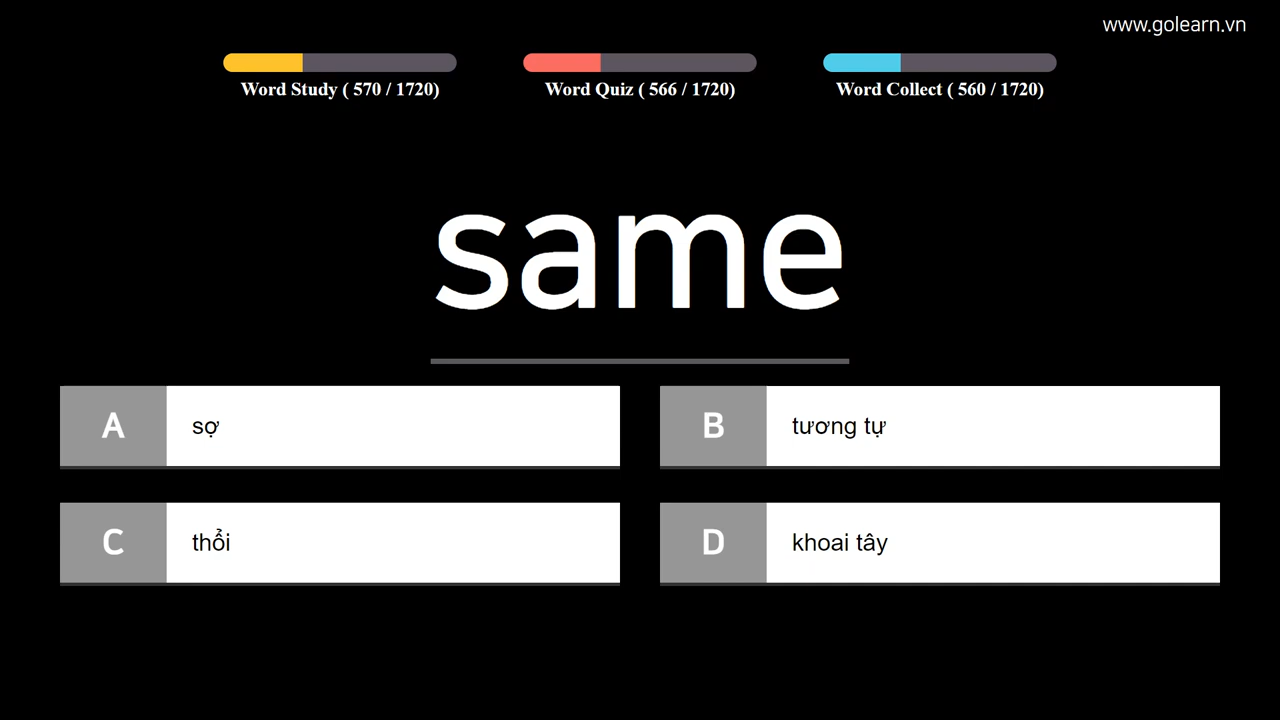 www.golearn.vn
Word Study ( 570 / 1720)
Word Quiz ( 566 / 1720)
Word Collect ( 560 / 1720)
same
A sợ
B tương tự
C thổi
D khoai tây